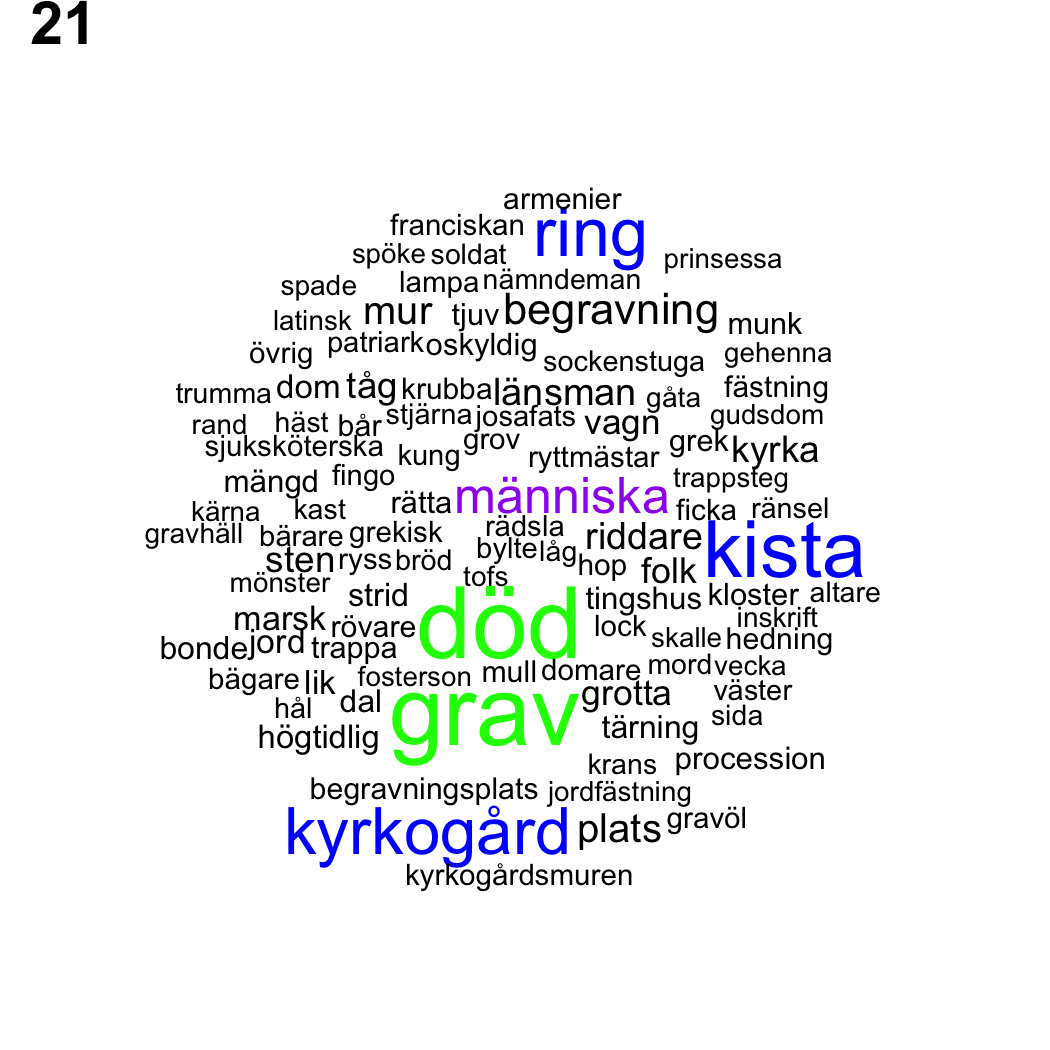 21
armenier
franciskan ring
spöke soldat prinsessa
spade lampa nämndeman
latinsk mur tjuv begravning munk
övrig patriark oskyldig sockenstuga gehenna
trumma dom tåg krubba länsman gåta fästning
rand häst bår stjärna josafats vagn gudsdom
sjuksköterska kung grov ryttmästar grek kyrka
mängd fingo rätta människa trappsteg
kärna kast ficka ränsel
gravhäll bärare grekisk rädsla riddare kista
sten ryss bröd bylte låg hop folk
mönster tofs
strid död tingshus kloster altare
marsk rövare lock inskrift
bonde jord trappa skalle hedning
bägare lik fosterson mull domare mord vecka
hål dal grav grotta väster
högtidlig tärning sida
krans procession
begravningsplats jordfästning
kyrkogård plats gravöl
kyrkogårdsmuren